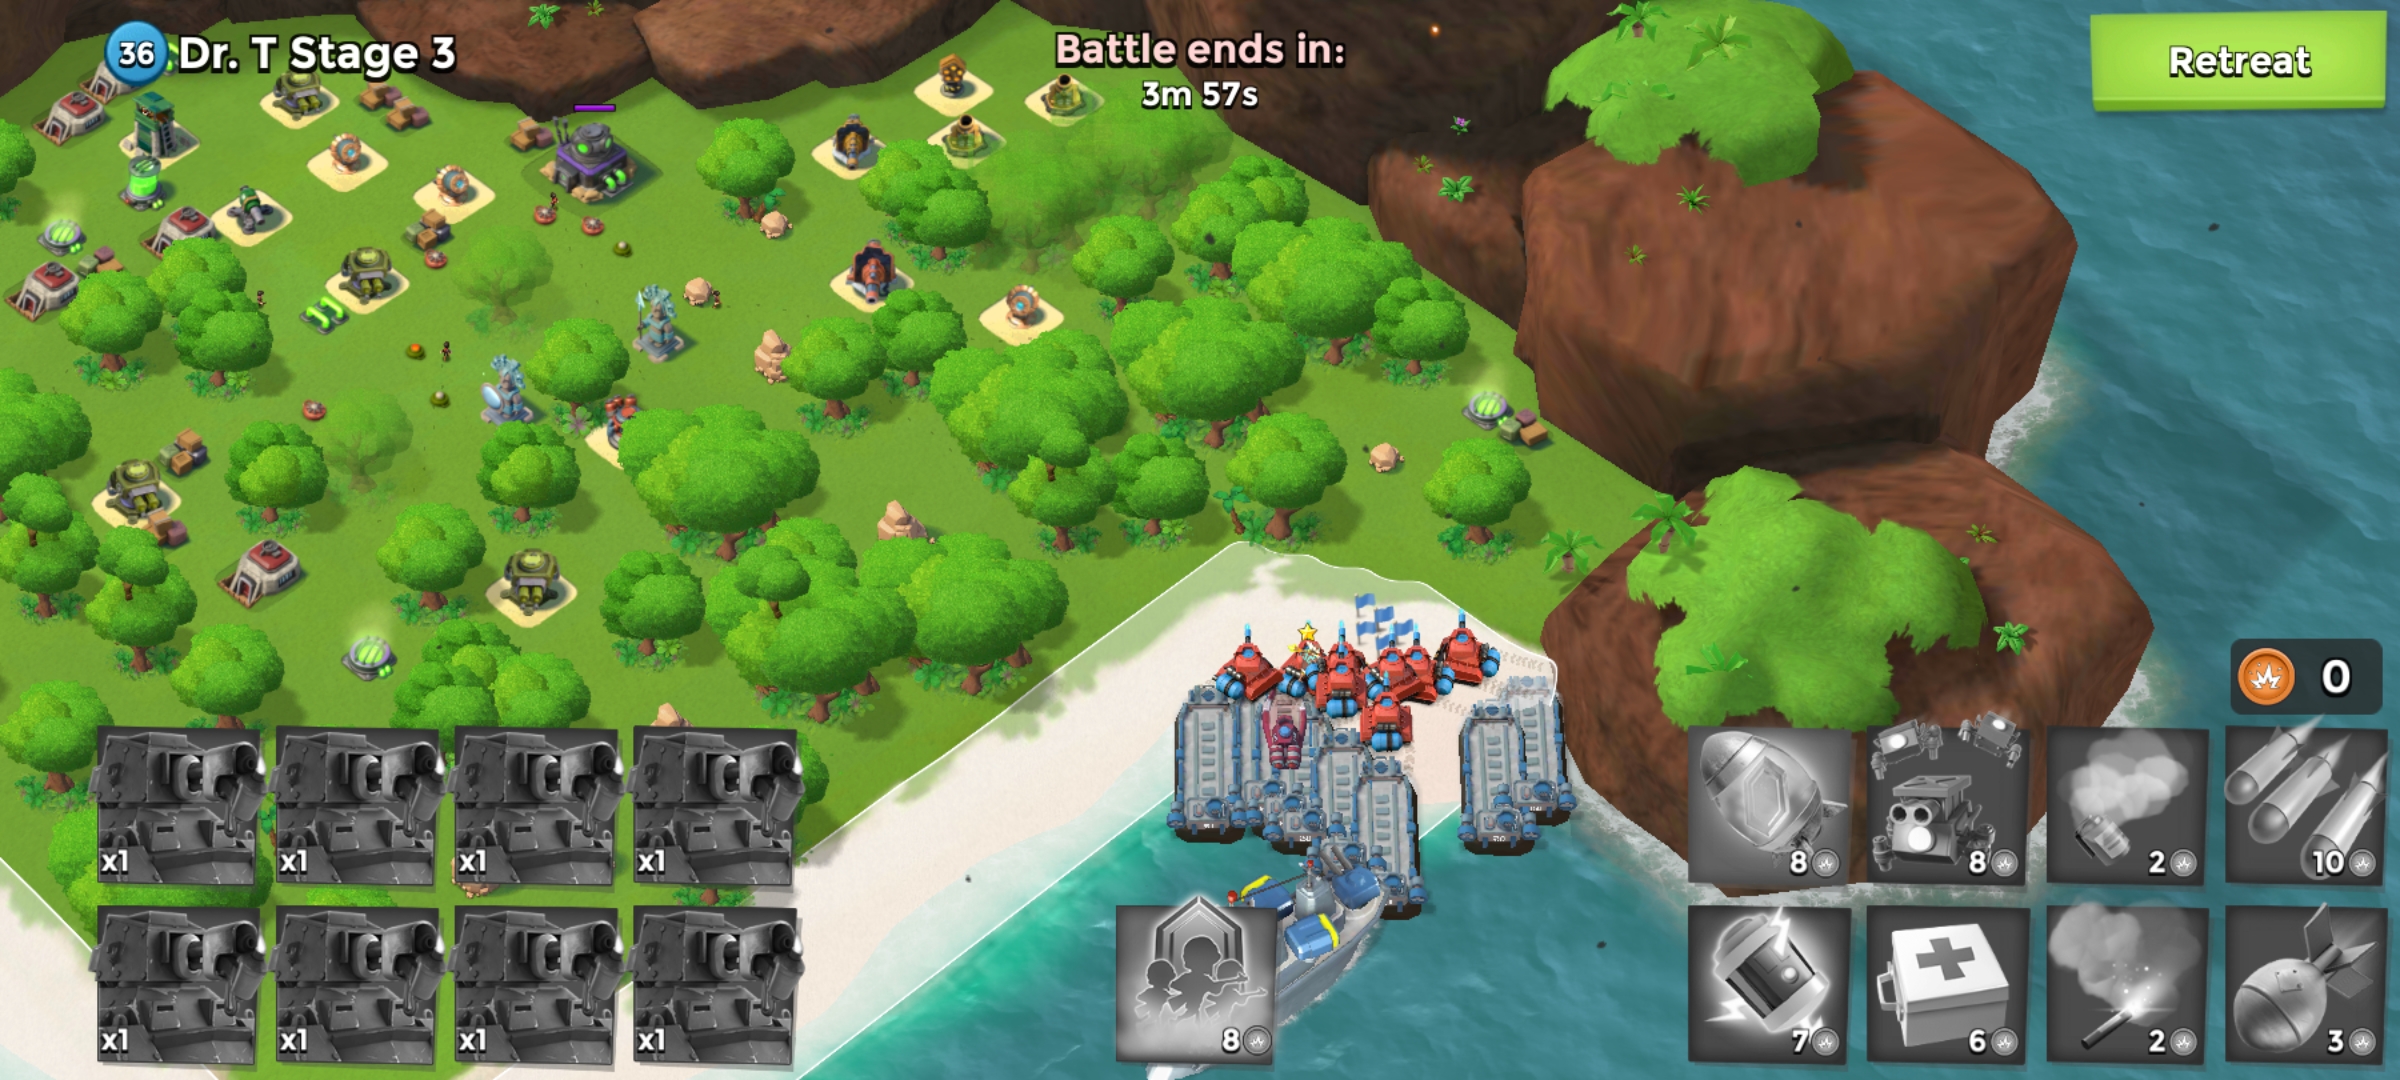 36 Dr. T Stage 3
Battle ends in:
3m 57s
Retreat
0
x1 x1 x1 x1
8 8 2 10
x1 x1 x1 x1
8
7 6 2 3